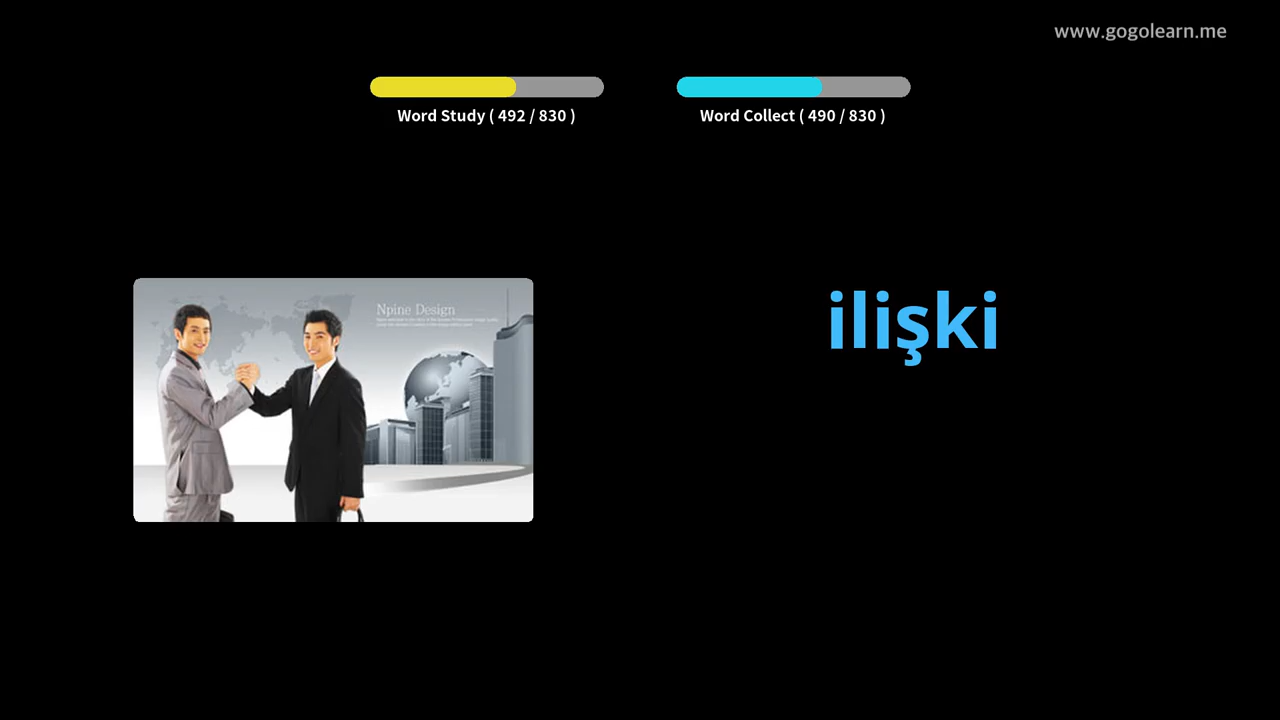 www.gogolearn.me
Word Study ( 492 / 830 )
Word Collect ( 490 / 830 )
Npine Design
ilişki